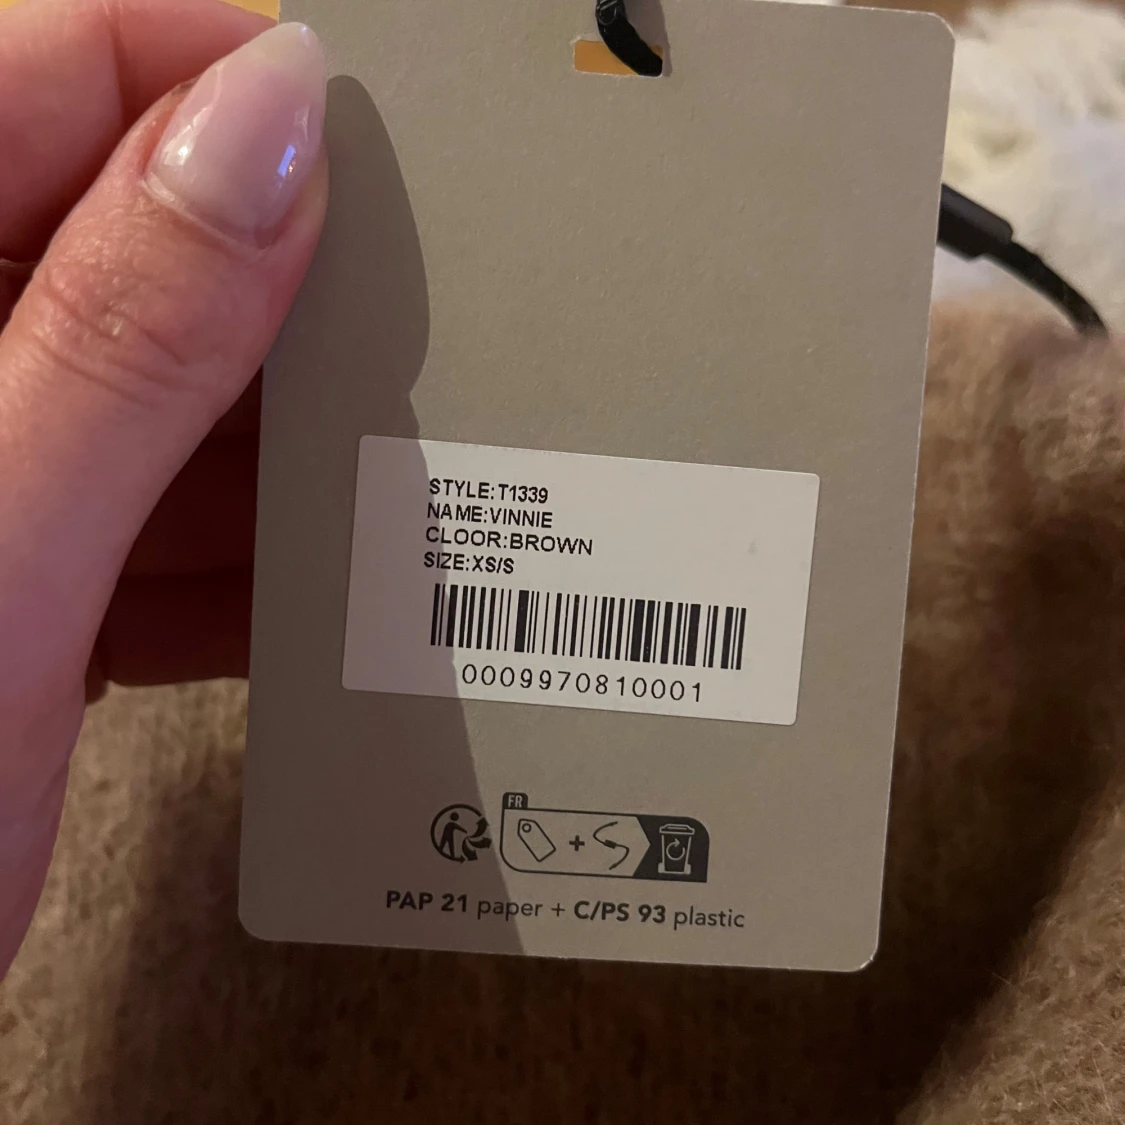 STYLE:T1339
NAME:VINNIE
CLOOR:BROWN
SIZE:XS/S
0009970810001
FR
PAP 21 paper + C/PS 93 plastic